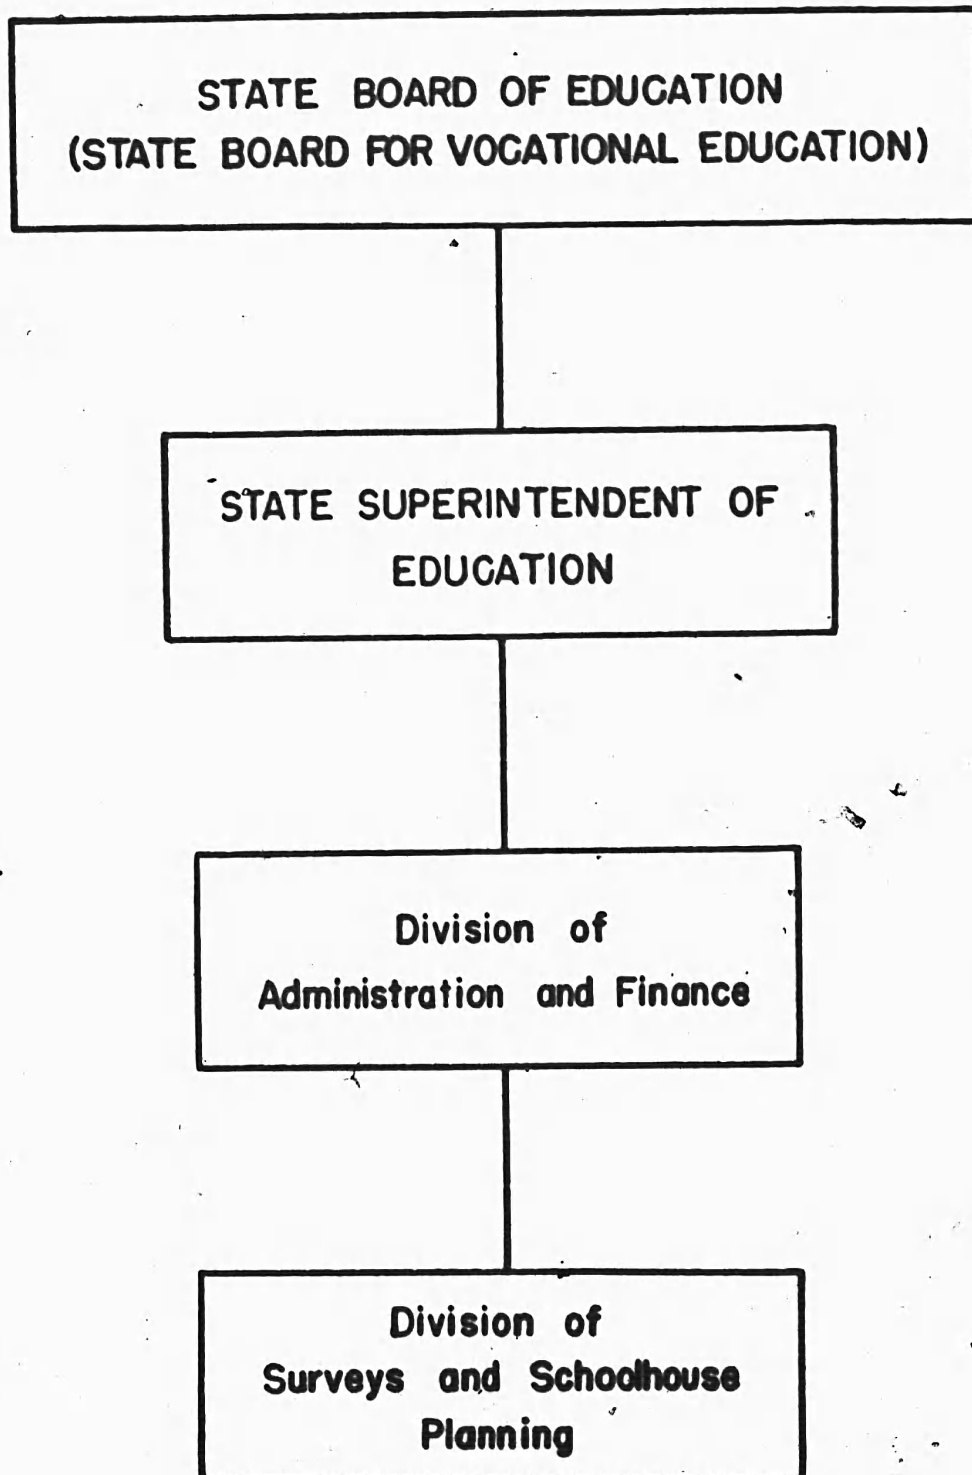 STATE BOARD OF EDUCATION
(STATE BOARD FOR VOCATIONAL EDUCATION)
STATE SUPERINTENDENT OF
EDUCATION
Division of
Administration and Finance
Division of
Surveys and Schoolhouse
Planning